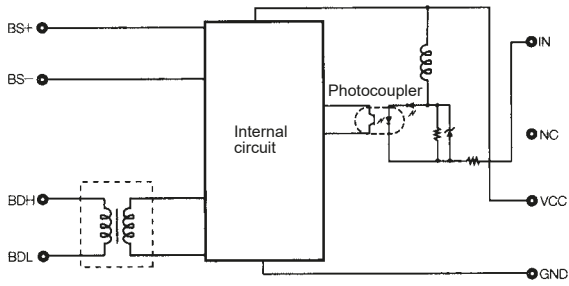 BS+
IN
BS−
Photocoupler
Internal
circuit
NC
BDH
VCC
BDL
GND